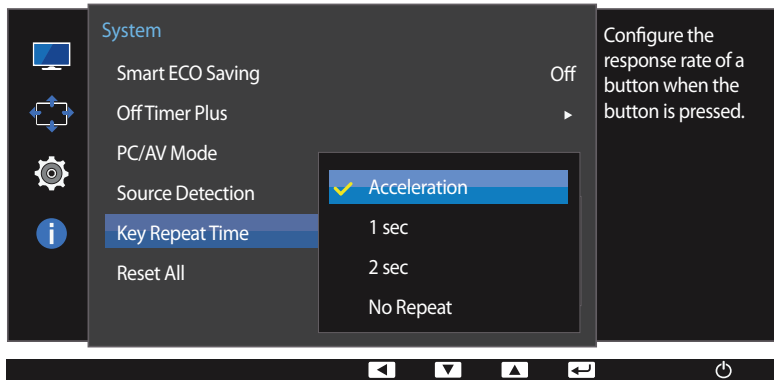 System
Smart ECO Saving Off
Off Timer Plus
PC/AV Mode
Source Detection
Key Repeat Time
Reset All
Acceleration
1 sec
2 sec
No Repeat
Configure the
response rate of a
button when the
button is pressed.